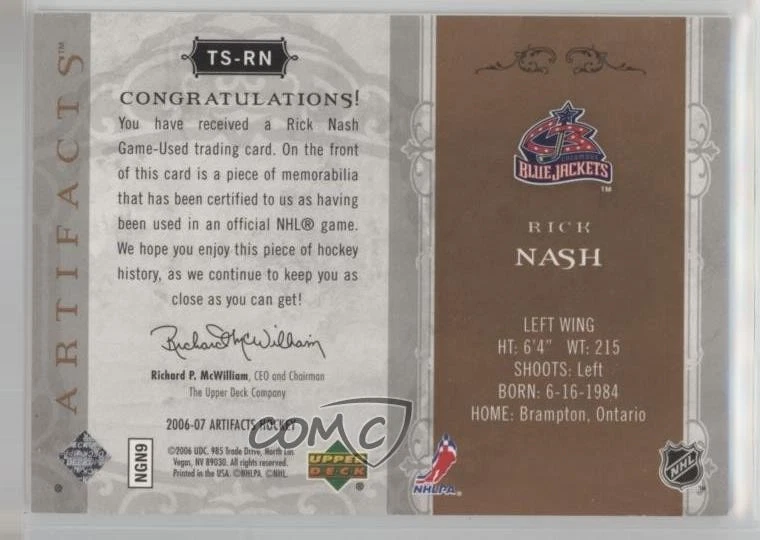 ARTIFACTS™
TS-RN
CONGRATULATIONS!
You have received a Rick Nash
Game-Used trading card. On the front
of this card is a piece of memorabilia
that has been certified to us as having
been used in an official NHL® game.
We hope you enjoy this piece of hockey
history, as we continue to keep you as
close as you can get!
Richard McWilliam
Richard P. McWilliam, CEO and Chairman
The Upper Deck Company
2006-07 ARTIFACTS HOCKEY
©2006 UDC. 985 Trade Drive, North Las
Vegas, NV 89030. All rights reserved.
Printed in the USA. ©NHLPA. ©NHL.
NGN9
®
UPPER
DECK
®
COMC
COLUMBUS
BLUE JACKETS
™
RICK
NASH
LEFT WING
HT: 6'4" WT: 215
SHOOTS: Left
BORN: 6-16-1984
HOME: Brampton, Ontario
NHLPA
NHL